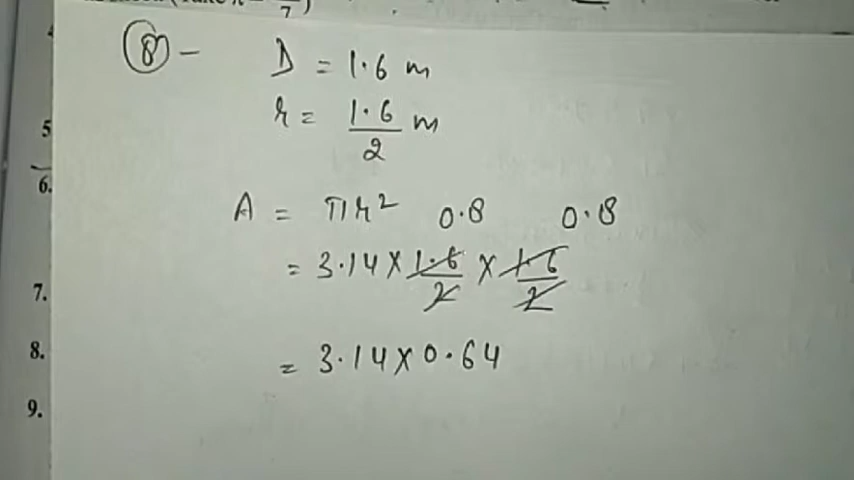 7
⑧ - D = 1.6 m
r = 1.6/2 m
5
6.
A = πr² 0.8 0.8
= 3.14 × 1.6/2 × 1.6/2
7.
8.
= 3.14 × 0.64
9.